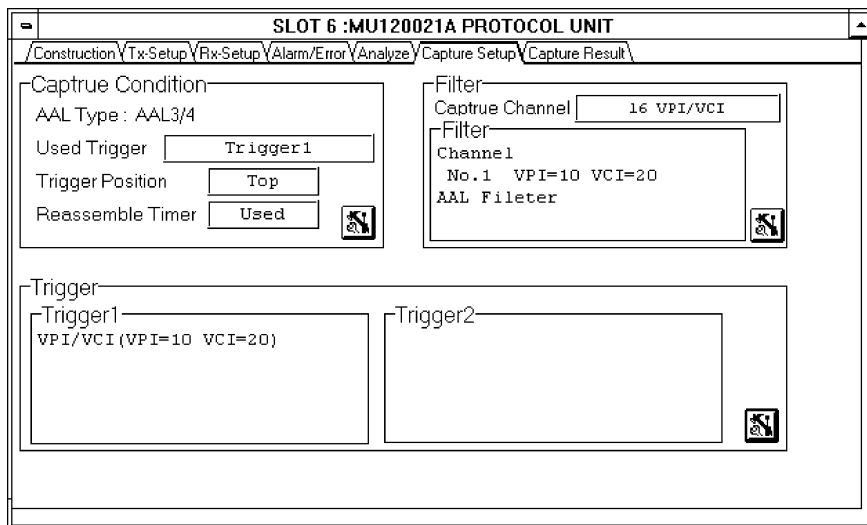 SLOT 6 :MU120021A PROTOCOL UNIT
Construction Tx-Setup Rx-Setup Alarm/Error Analyze Capture Setup Capture Result
Captrue Condition
AAL Type : AAL3/4
Used Trigger Trigger1
Trigger Position Top
Reassemble Timer Used
Filter
Captrue Channel 16 VPI/VCI
Filter
Channel
No.1 VPI=10 VCI=20
AAL Fileter
Trigger
Trigger1
VPI/VCI(VPI=10 VCI=20)
Trigger2